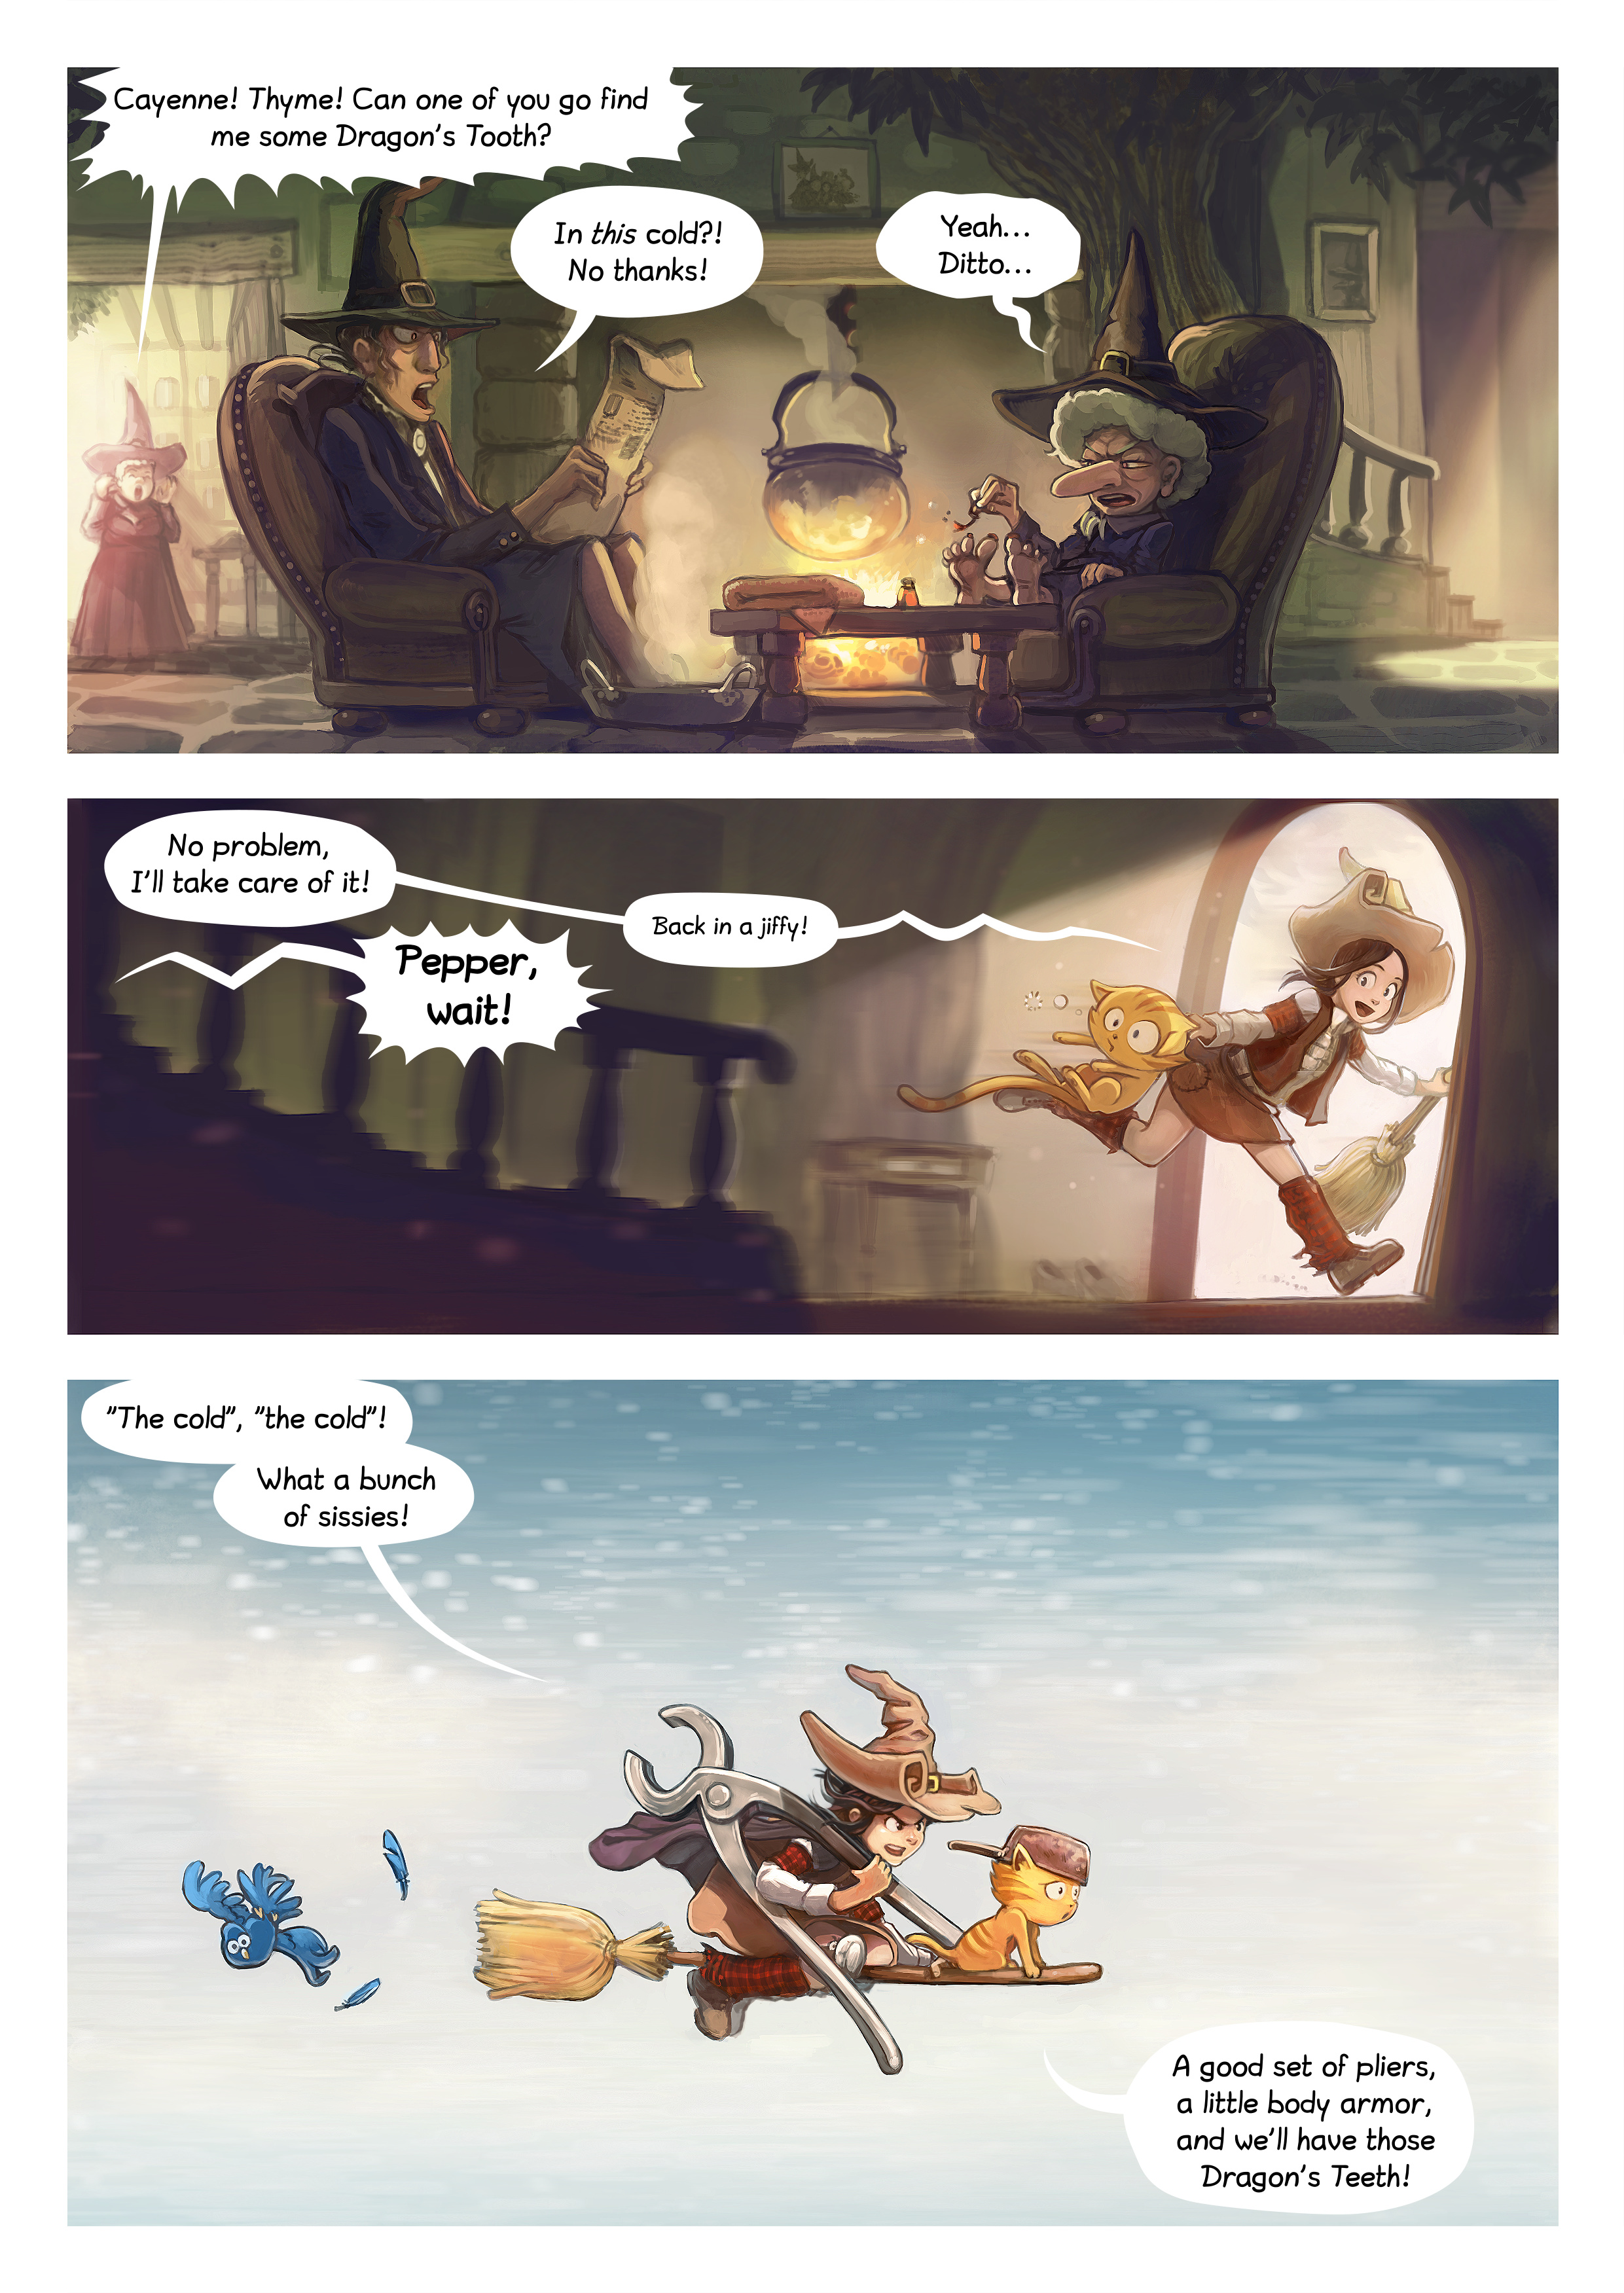 Cayenne! Thyme! Can one of you go find
me some Dragon's Tooth?
In this cold?!
No thanks!
Yeah...
Ditto...
No problem,
I'll take care of it!
Back in a jiffy!
Pepper,
wait!
"The cold", "the cold"!
What a bunch
of sissies!
A good set of pliers,
a little body armor,
and we'll have those
Dragon's Teeth!